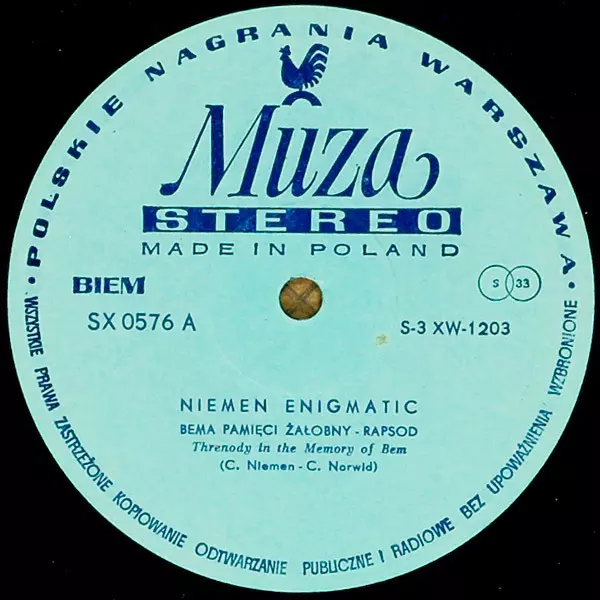 • POLSKIE NAGRANIA WARSZAWA •
Muza
STEREO
MADE IN POLAND
BIEM
S 33
SX 0576 A
S-3 XW-1203
NIEMEN ENIGMATIC
BEMA PAMIĘCI ŻAŁOBNY - RAPSOD
Threnody in the Memory of Bem
(C. Niemen - C. Norwid)
WSZYSTKIE PRAWA ZASTRZEŻONE KOPIOWANIE ODTWARZANIE PUBLICZNE I RADIOWE BEZ UPOWAŻNIENIA WZBRONIONE